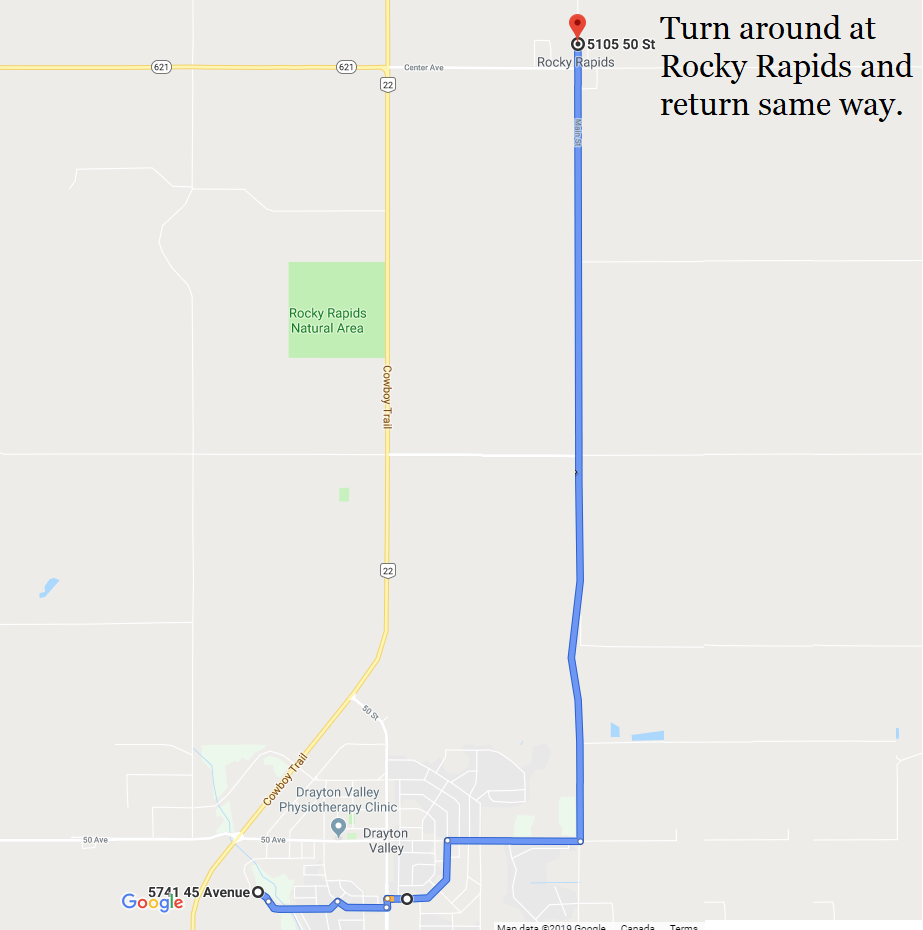 Turn around at
Rocky Rapids and
return same way.
5105 50 St
Rocky Rapids
621
621
Center Ave
22
Main St
Rocky Rapids
Natural Area
Cowboy Trail
22
50 St
Cowboy Trail
Drayton Valley
Physiotherapy Clinic
Drayton
Valley
50 Ave
50 Ave
5741 45 Avenue
Google
Map data ©2019 Google Canada Terms